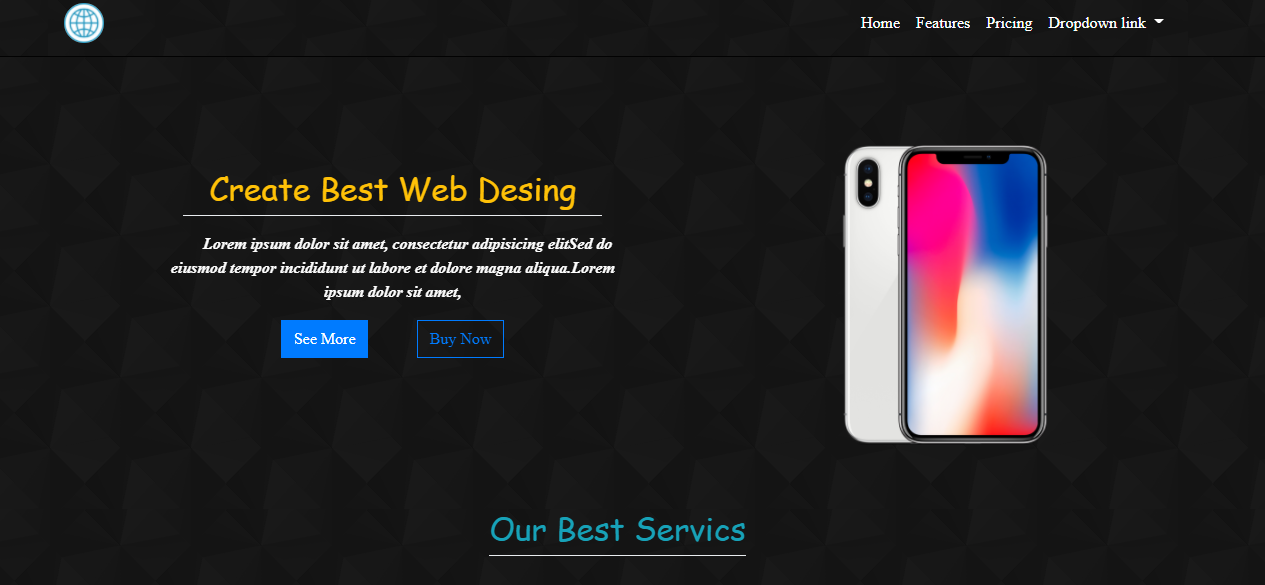 Home Features Pricing Dropdown link
Create Best Web Desing
Lorem ipsum dolor sit amet, consectetur adipisicing elitSed do
eiusmod tempor incididunt ut labore et dolore magna aliqua.Lorem
ipsum dolor sit amet,
See More Buy Now
Our Best Servics